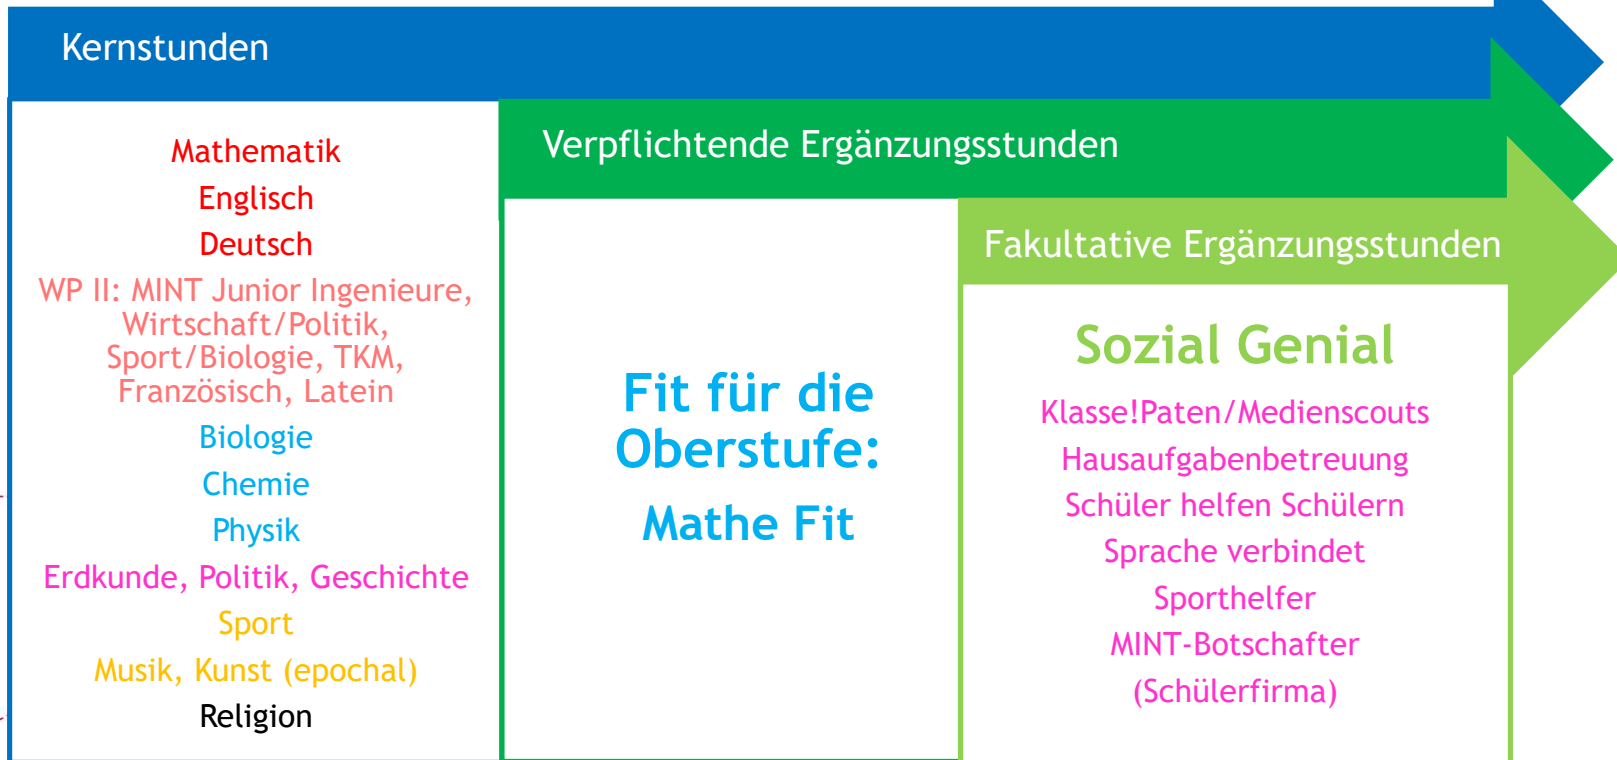 Kernstunden
Mathematik
Englisch
Deutsch
WP II: MINT Junior Ingenieure,
Wirtschaft/Politik,
Sport/Biologie, TKM,
Französisch, Latein
Biologie
Chemie
Physik
Erdkunde, Politik, Geschichte
Sport
Musik, Kunst (epochal)
Religion
Verpflichtende Ergänzungsstunden
Fit für die
Oberstufe:
Mathe Fit
Fakultative Ergänzungsstunden
Sozial Genial
Klasse!Paten/Medienscouts
Hausaufgabenbetreuung
Schüler helfen Schülern
Sprache verbindet
Sporthelfer
MINT-Botschafter
(Schülerfirma)